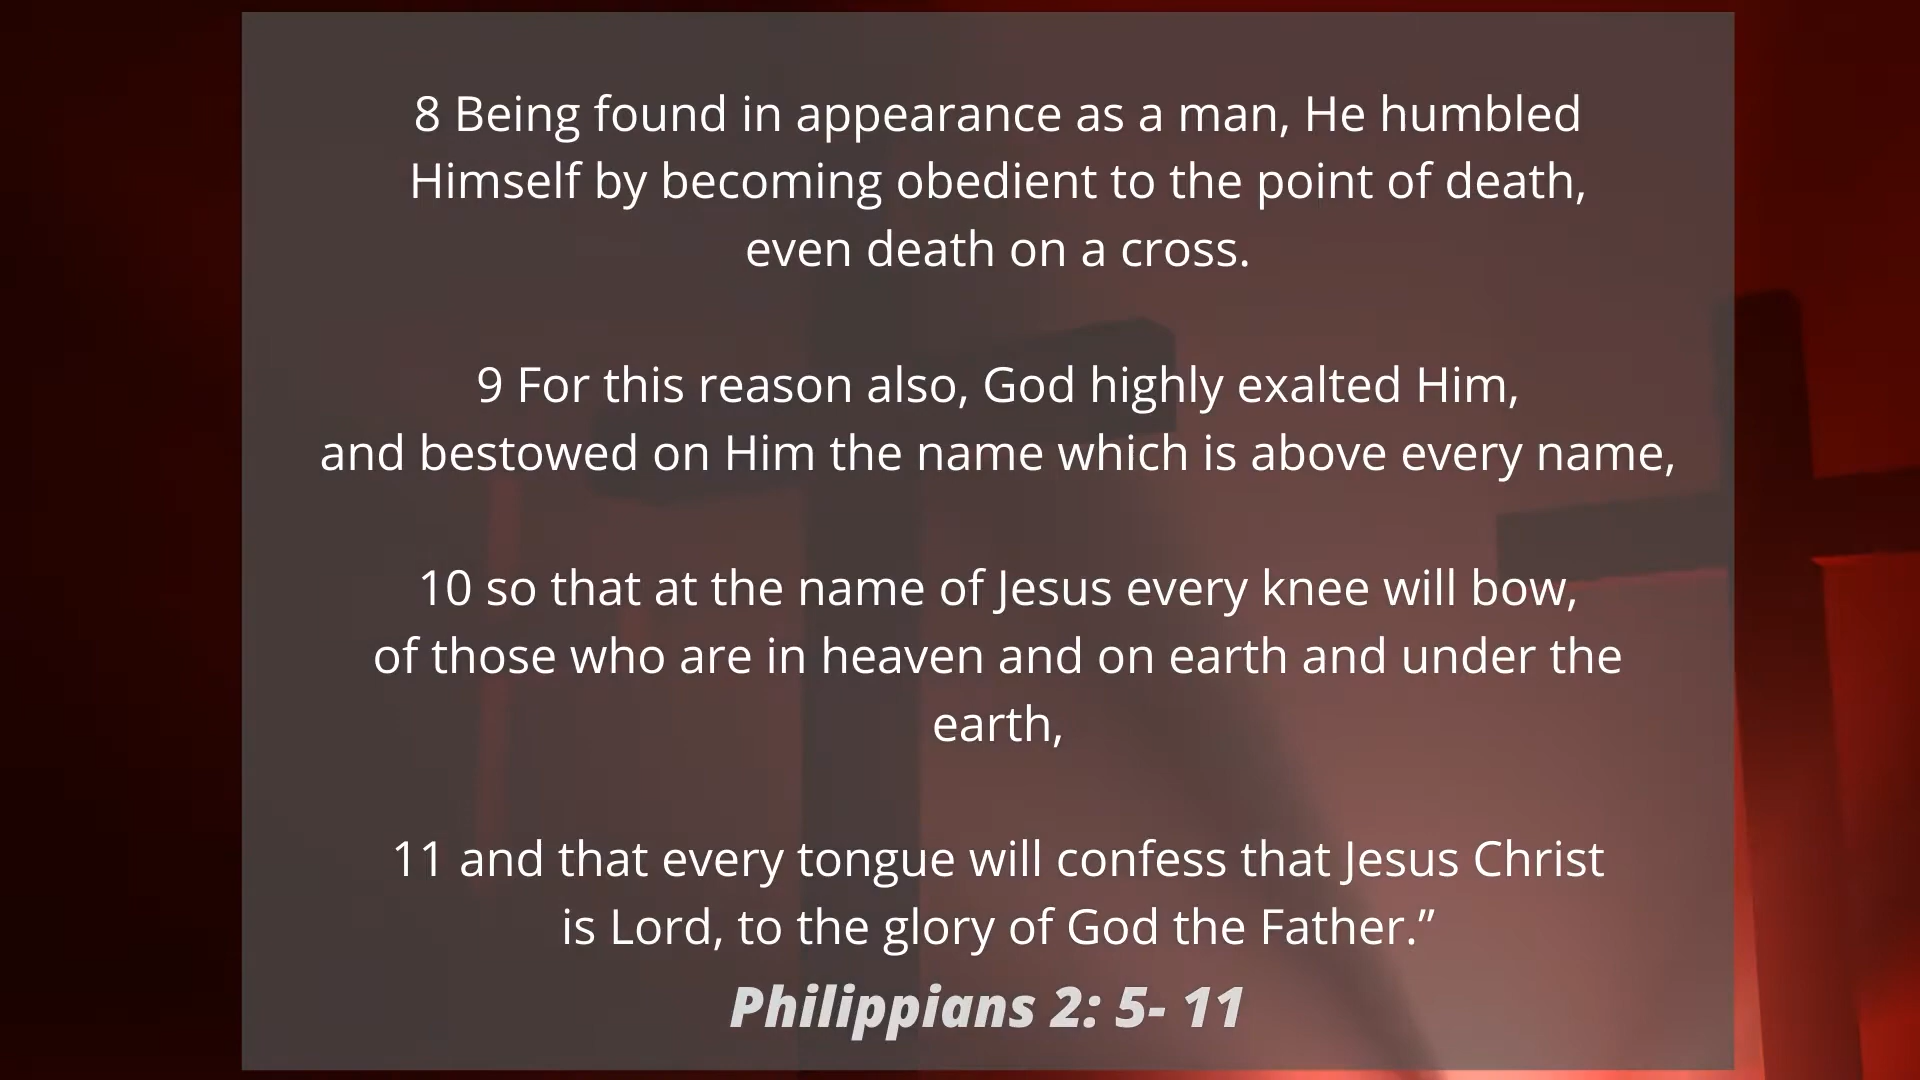 8 Being found in appearance as a man, He humbled
Himself by becoming obedient to the point of death,
even death on a cross.
9 For this reason also, God highly exalted Him,
and bestowed on Him the name which is above every name,
10 so that at the name of Jesus every knee will bow,
of those who are in heaven and on earth and under the
earth,
11 and that every tongue will confess that Jesus Christ
is Lord, to the glory of God the Father.”
Philippians 2: 5- 11